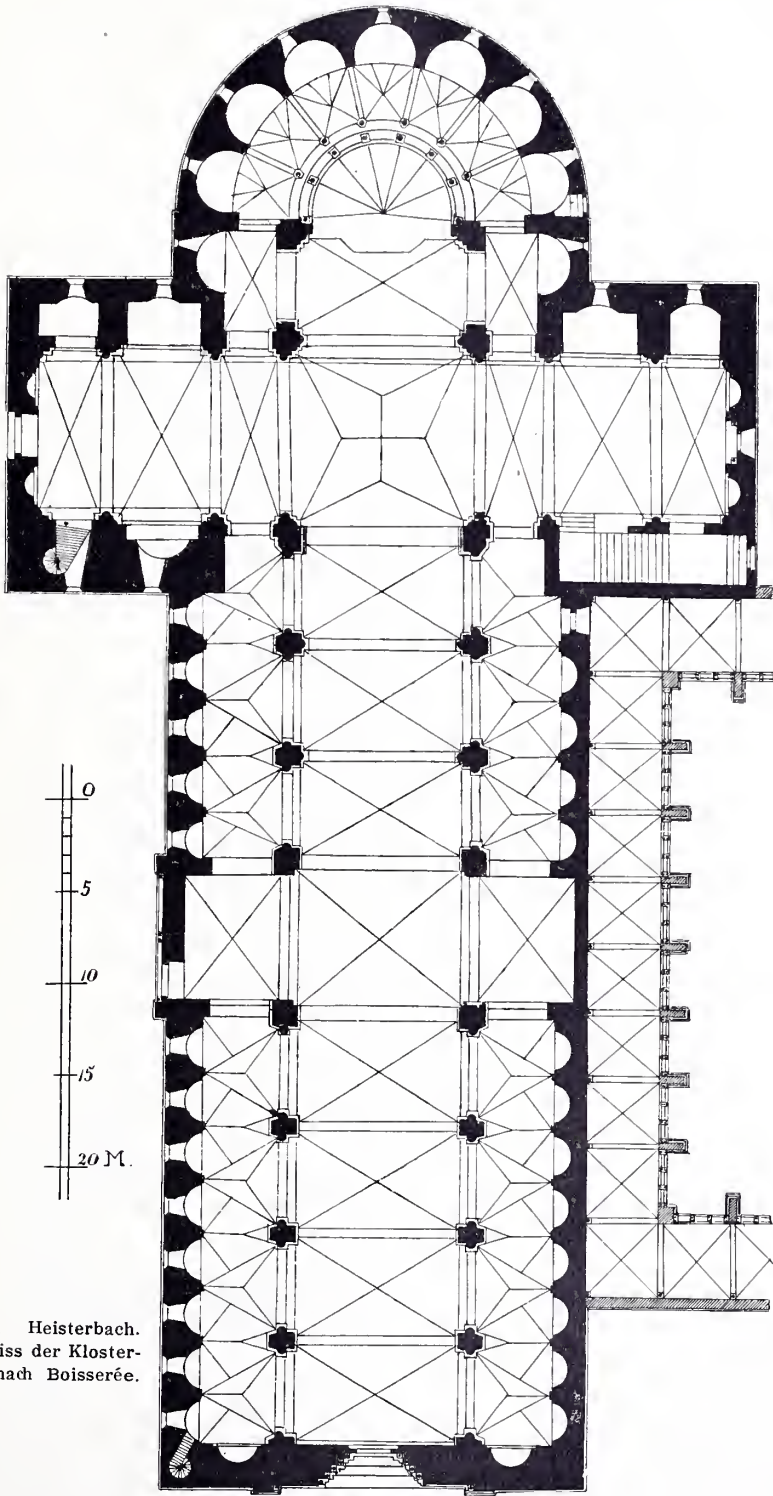 0
5
10
15
20 M.
Heisterbach.
iss der Kloster-
nach Boisserée.